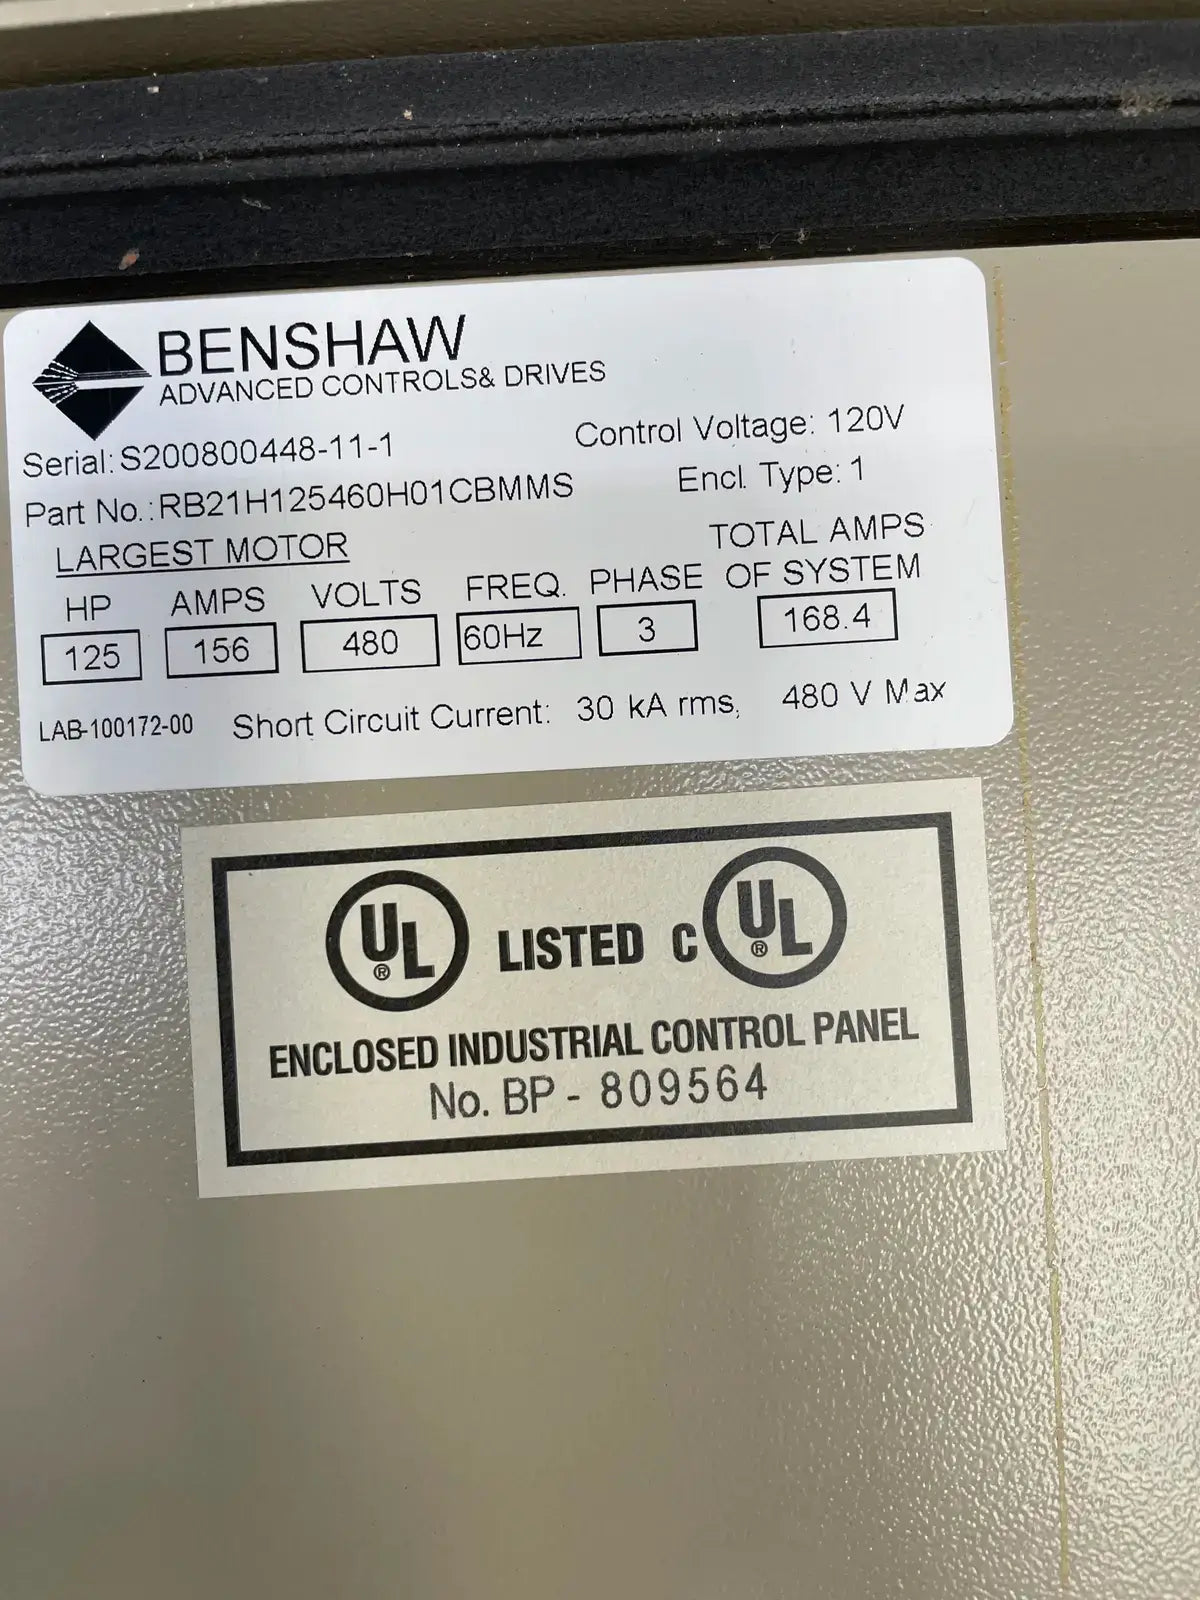 BENSHAW
ADVANCED CONTROLS& DRIVES
Serial: S200800448-11-1 Control Voltage: 120V
Part No.: RB21H125460H01CBMMS Encl. Type: 1
LARGEST MOTOR TOTAL AMPS
HP AMPS VOLTS FREQ. PHASE OF SYSTEM
125 156 480 60Hz 3 168.4
LAB-100172-00 Short Circuit Current: 30 kA rms, 480 V Max
UL ® LISTED C UL ®
ENCLOSED INDUSTRIAL CONTROL PANEL
No. BP - 809564